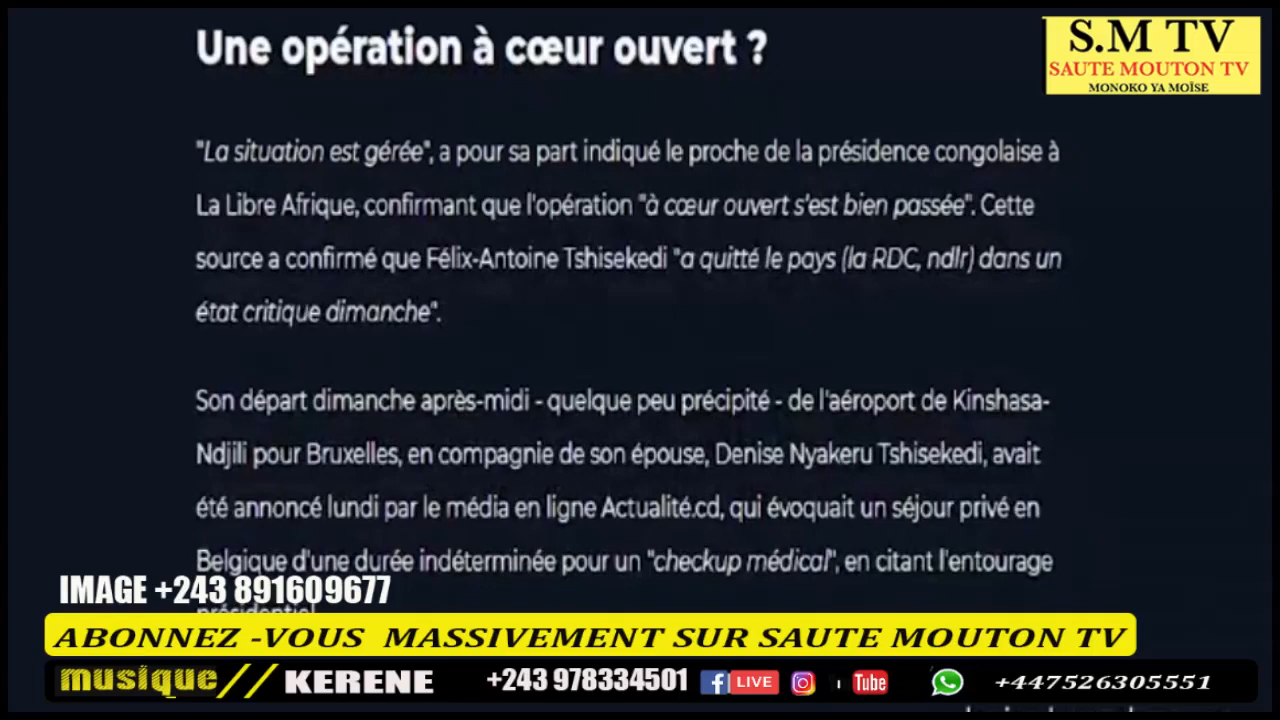 Une opération à cœur ouvert ?
S.M TV
SAUTE MOUTON TV
MONOKO YA MOÏSE
"La situation est gérée", a pour sa part indiqué le proche de la présidence congolaise à
La Libre Afrique, confirmant que l'opération "à cœur ouvert s'est bien passée". Cette
source a confirmé que Félix-Antoine Tshisekedi "a quitté le pays (la RDC, ndlr) dans un
état critique dimanche".
Son départ dimanche après-midi - quelque peu précipité - de l'aéroport de Kinshasa-
Ndjili pour Bruxelles, en compagnie de son épouse, Denise Nyakeru Tshisekedi, avait
été annoncé lundi par le média en ligne Actualité.cd, qui évoquait un séjour privé en
Belgique d'une durée indéterminée pour un "checkup médical", en citant l'entourage
présidentiel
IMAGE +243 891609677
ABONNEZ -VOUS MASSIVEMENT SUR SAUTE MOUTON TV
musique // KERENE +243 978334501 f LIVE Tube +447526305551